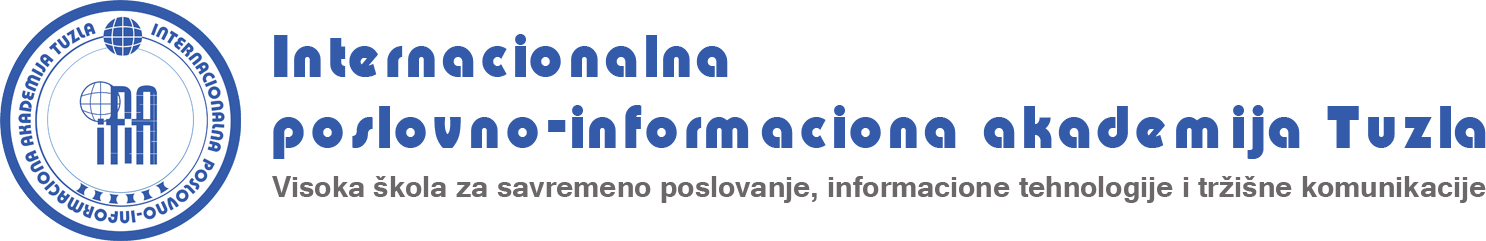 INTERNACIONALNA POSLOVNO-INFORMACIONA AKADEMIJA TUZLA
IPIA
Internacionalna
poslovno-informaciona akademija Tuzla
Visoka škola za savremeno poslovanje, informacione tehnologije i tržišne komunikacije